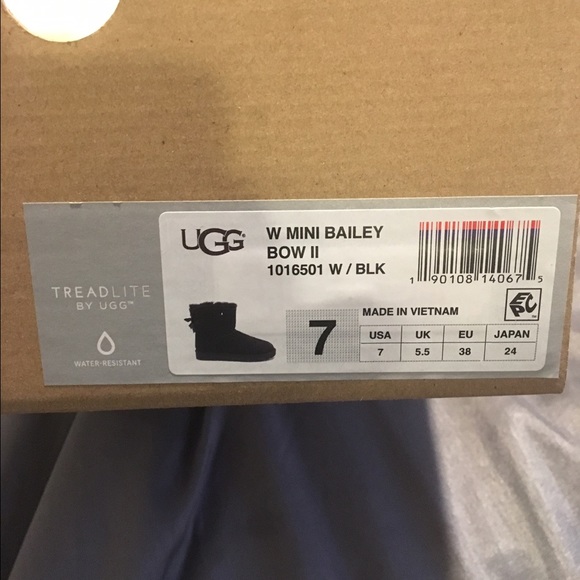 TREADLITE
BY UGG™
WATER-RESISTANT
UGG®
W MINI BAILEY
BOW II
1016501 W / BLK
1 90108 14067 5
7
MADE IN VIETNAM
EPC™
USA UK EU JAPAN
7 5.5 38 24